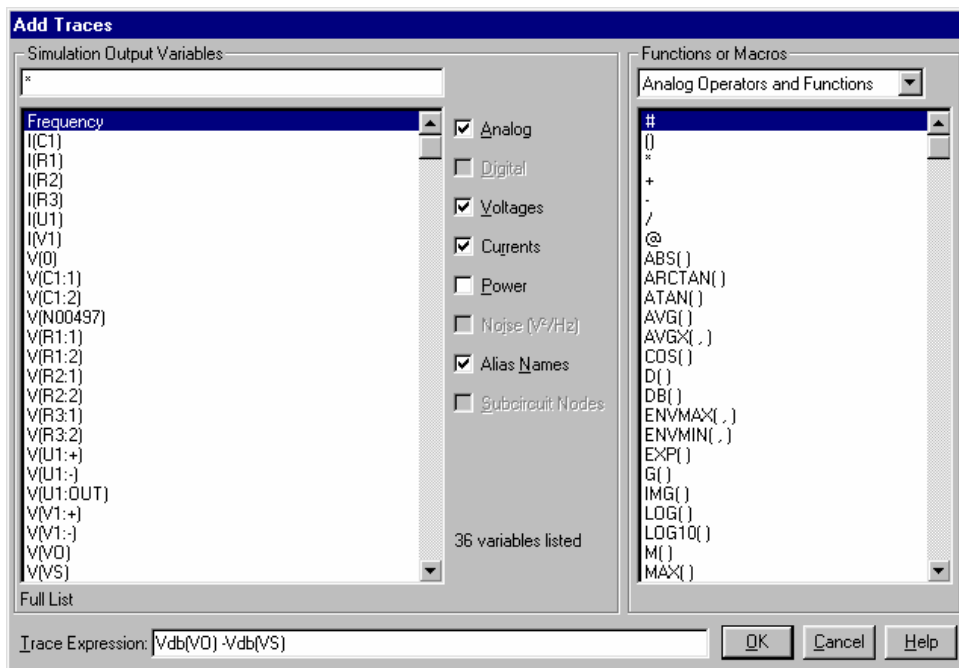 Add Traces
Simulation Output Variables
*
Frequency
I(C1)
I(R1)
I(R2)
I(R3)
I(U1)
I(V1)
V(0)
V(C1:1)
V(C1:2)
V(N00497)
V(R1:1)
V(R1:2)
V(R2:1)
V(R2:2)
V(R3:1)
V(R3:2)
V(U1:+)
V(U1:-)
V(U1:OUT)
V(V1:+)
V(V1:-)
V(VO)
V(VS)
Full List
Analog
Digital
Voltages
Currents
Power
Noise (V²/Hz)
Alias Names
Subcircuit Nodes
36 variables listed
Functions or Macros
Analog Operators and Functions
#
()
*
+
-
/
@
ABS( )
ARCTAN( )
ATAN( )
AVG( )
AVGX( , )
COS( )
D( )
DB( )
ENVMAX( , )
ENVMIN( , )
EXP( )
G( )
IMG( )
LOG( )
LOG10( )
M( )
MAX( )
Trace Expression: Vdb(VO) -Vdb(VS)
OK Cancel Help